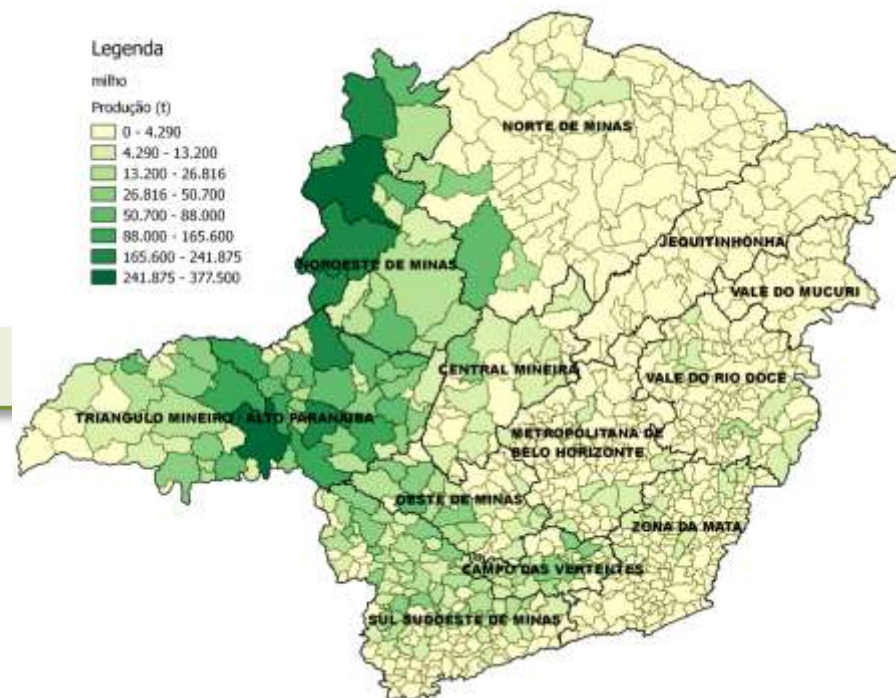 Legenda
milho
Produção (t)
0 - 4.290
4.290 - 13.200
13.200 - 26.816
26.816 - 50.700
50.700 - 88.000
88.000 - 165.600
165.600 - 241.875
241.875 - 377.500
NORTE DE MINAS
JEQUITINHONHA
NOROESTE DE MINAS
VALE DO MUCURI
CENTRAL MINEIRA
VALE DO RIO DOCE
TRIANGULO MINEIRO/ALTO PARANAIBA
METROPOLITANA DE
BELO HORIZONTE
OESTE DE MINAS
ZONA DA MATA
CAMPO DAS VERTENTES
SUL SUDOESTE DE MINAS